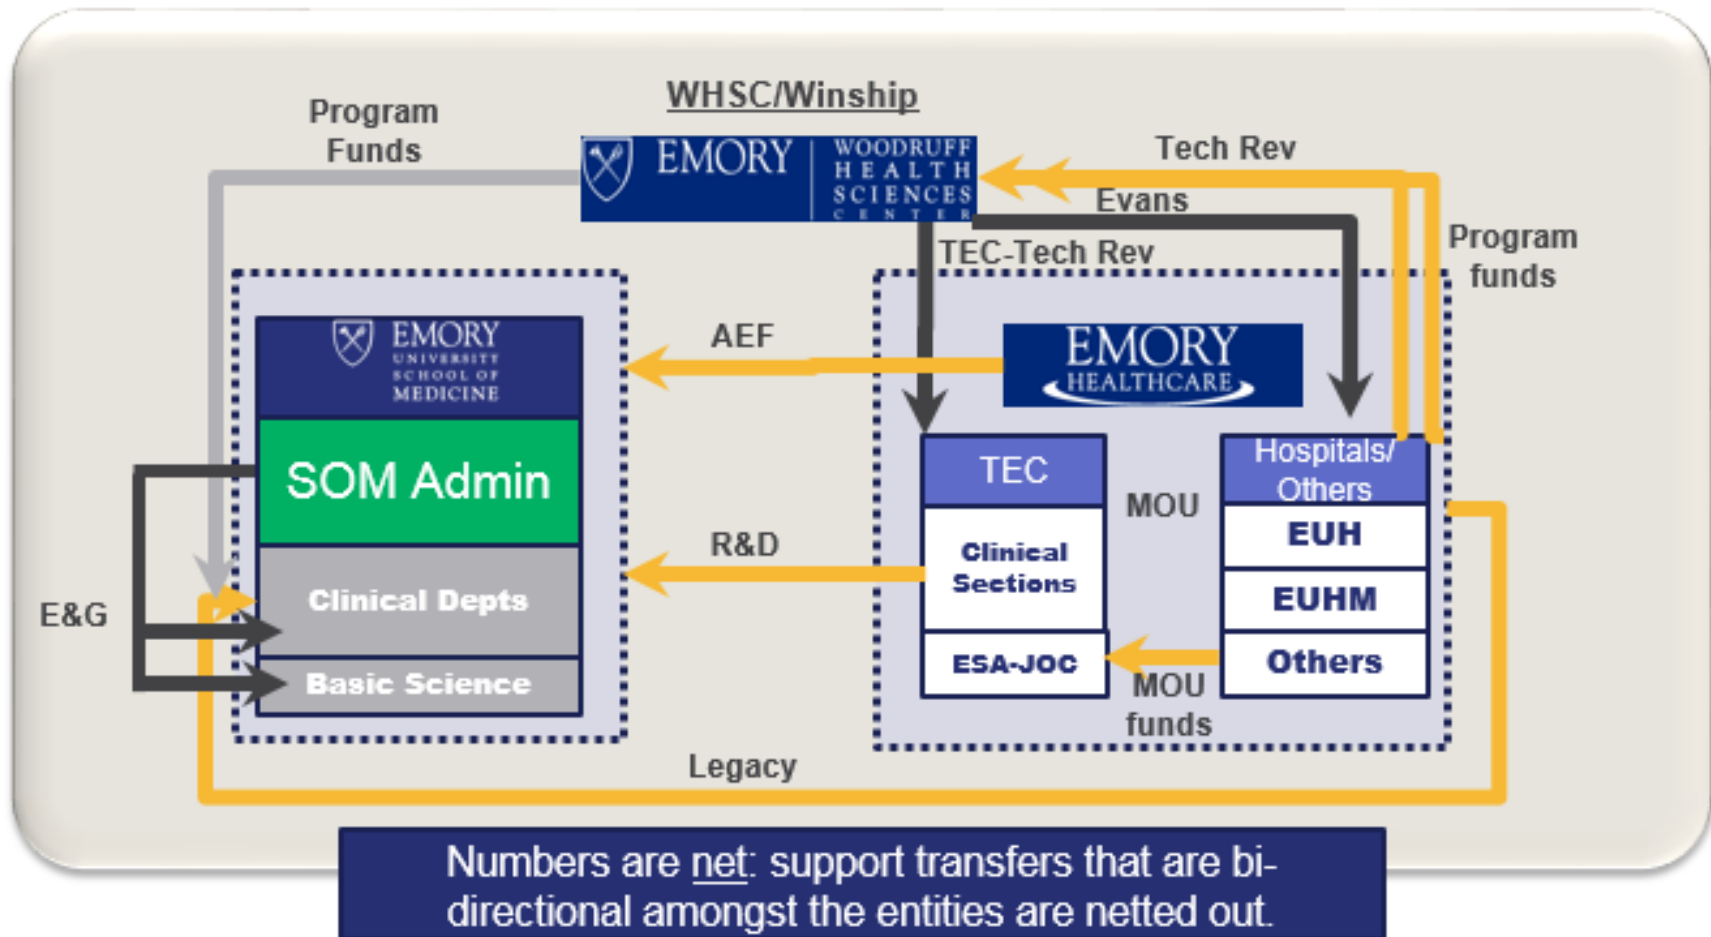 WHSC/Winship
Program
Funds
EMORY
WOODRUFF
HEALTH
SCIENCES
CENTER
Tech Rev
Evans
TEC-Tech Rev
Program
funds
EMORY
UNIVERSITY
SCHOOL OF
MEDICINE
SOM Admin
Clinical Depts
Basic Science
E&G
AEF
R&D
EMORY
HEALTHCARE
TEC
Clinical
Sections
ESA-JOC
MOU
Hospitals/
Others
EUH
EUHM
Others
MOU
funds
Legacy
Numbers are net: support transfers that are bi-
directional amongst the entities are netted out.